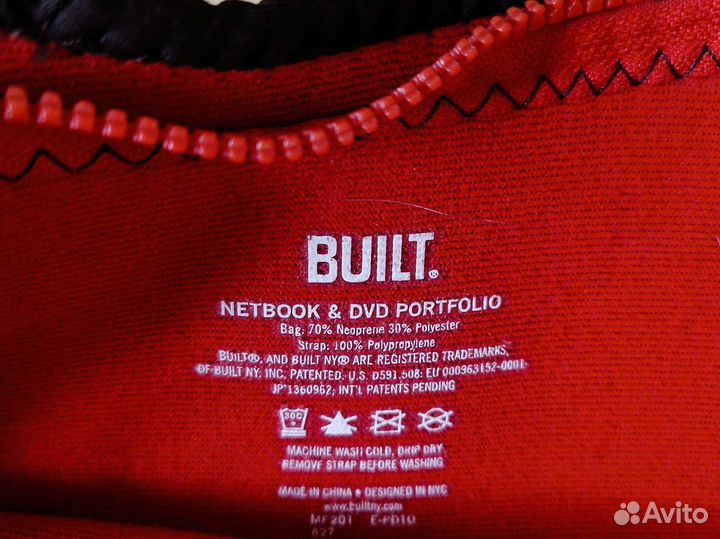 BUILT®
NETBOOK & DVD PORTFOLIO
Bag: 70% Neoprene 30% Polyester
Strap: 100% Polypropylene
BUILT®, AND BUILT NY® ARE REGISTERED TRADEMARKS,
OF BUILT NY, INC. PATENTED: U.S. D591,508: EU 000963152-0001
JP'1360962; INT'L PATENTS PENDING
30C
MACHINE WASH COLD, DRIP DRY
REMOVE STRAP BEFORE WASHING
MADE IN CHINA • DESIGNED IN NYC
www.builtny.com
MF201 E-PD10
827
Avito